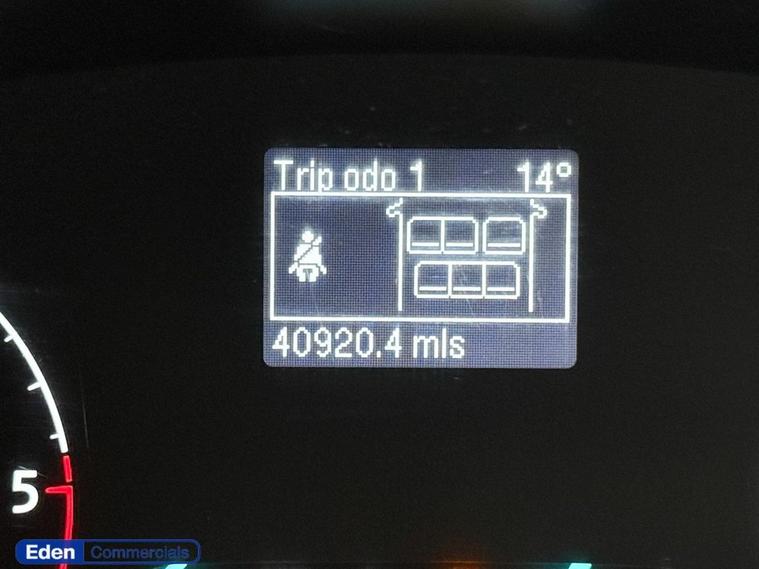 Trip odo 1 14°
40920.4 mls
5
Eden Commercials